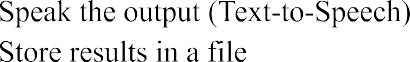 Speak the output (Text-to-Speech)
Store results in a file